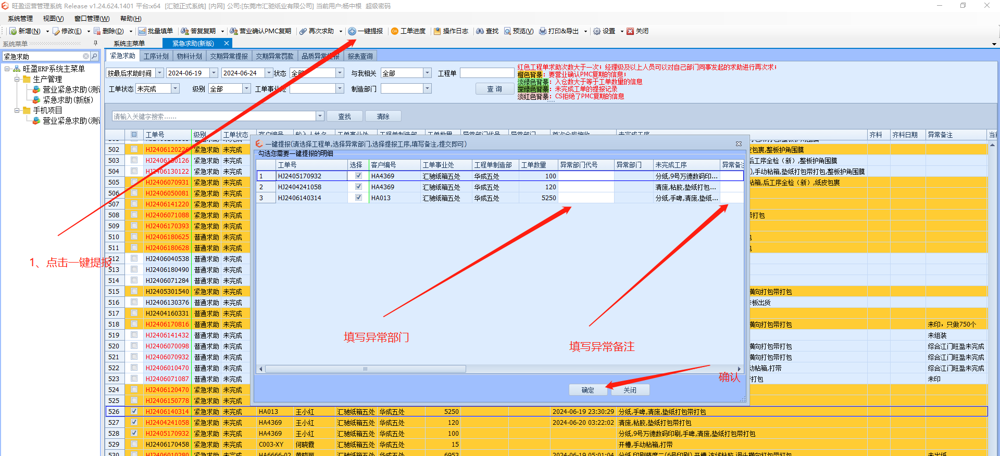 旺盈运营管理系统 Release v1.24.624.1401 平台:x64 [汇驰正式系统] [内网] 公司:[东莞市汇驰纸业有限公司] 当前用户:杨中根 超级密码
系统管理 视图(V) 窗口管理(W) 帮助(H)
新增(N) 修改(E) 删除(D) 批量填单 答复复期 营业确认PMC复期 再次求助 一键提报 工单进度 操作日志 查找 预览(V) 打印&导出 设置 关闭
系统菜单 系统主菜单 紧急求助(新版)
紧急求助
旺盈ERP系统主菜单
生产管理
营业紧急求助(测试
紧急求助(新版)
手机项目
营业紧急求助(测试
紧急求助 工序计划 物料计划 交期异常提报 交期异常罚款 品质异常提报 报表查询
按最后求助时间 2024-06-19 2024-06-24 状态 全部 与我相关 全部 工程单
工单状态 未完成 级别 全部 工单事业处 制造部门 查 询
红色工程单求助次数大于一次；经理级及以上人员可以对自己部门同事发起的求助进行再次求；
橙色背景：要营业确认PMC复期的信息；
淡绿色背景：入仓数大于等于工单数量的信息
深绿色背景：未完成工单的提报记录
淡红色背景：CS拒绝了PMC复期的信息
请输入关键字搜索...... 查找 清除
工单号 级别 工单状态 客户编号 输入人姓名 工单事业处 工程单制造部 工单数量 异常部门代号 异常部门 首次仓库接收 未完成工序 齐料 齐料日期 异常备注 当前
502 HJ2406120226 紧急求助 未完成 皮包裹,整板护角围膜
503 HJ2406130126 紧急求助 未完成 后工序全检（新）,整板护角围膜
504 HJ2406130122 紧急求助 未完成 ),手动粘箱,垫纸打包带打包,整板护角围膜
505 HJ2406070931 紧急求助 未完成 粘箱,后工序全检（新）,纸皮包裹
506 HJ2406050081 紧急求助 未完成
507 HJ2406141220 紧急求助 未完成
508 HJ2406071088 紧急求助 未完成 带打包
509 HJ2406170393 紧急求助 未完成
510 HJ2406180625 普通求助 未完成
511 HJ2406180628 普通求助 未完成
512 HJ2406040538 普通求助 未完成
513 HJ2406180490 普通求助 未完成
514 HJ2406071284 普通求助 未完成
515 HJ2405301540 普通求助 未完成 横向打包带打包
516 HJ2406130376 普通求助 未完成 卡板出货
517 HJ2404160331 普通求助 未完成
518 HJ2406170816 普通求助 未完成 横向打包带打包 未印，只做750个
519 HJ2406141432 普通求助 未完成 未组装
520 HJ2406070098 普通求助 未完成 横向打包带打包 综合江门旺盈未完成
521 HJ2406070932 普通求助 未完成 横向打包带打包 综合江门旺盈未完成
522 HJ2406010470 普通求助 未完成 动粘箱,打带 综合江门旺盈未完成
523 HJ2406071087 普通求助 未完成 带打包 未印
524 HJ2406120470 紧急求助 未完成
525 HJ2406150778 紧急求助 未完成
526 HJ2406140314 紧急求助 未完成 HA013 王小红 汇驰纸箱五处 华成五处 5250 2024-06-19 23:30:29 分纸,手啤,清废,垫纸打包带打包
527 HJ2404241058 紧急求助 未完成 HA4369 王小红 汇驰纸箱五处 华成五处 120 2024-06-20 03:22:02 清废,粘胶,垫纸打包带打包
528 HJ2405170932 紧急求助 未完成 HA4369 王小红 汇驰纸箱五处 华成五处 100 分纸,9号万德数码印刷,手啤,清废,垫纸打包带打包
529 HJ2406170458 紧急求助 未完成 C003-XY 何晓霞 汇驰纸箱五处 华成五处 15 开槽,手动粘箱,打带
530 HJ2406010280 紧急求助 未完成 HA6666-02 黄晓丽 汇驰纸箱五处 华成五处 6953 2024-06-19 05:01:04 未出纸
一键提报(请选择工程单,选择异常部门,选择提报工序,填写备注,提交即可)
勾选您需要一键提报的明细
工单号 选择 客户编号 工单事业处 工程单制造部 工单数量 异常部门代号 异常部门 未完成工序 异常备注
1 HJ2405170932 HA4369 汇驰纸箱五处 华成五处 100 分纸,9号万德数码印...
2 HJ2404241058 HA4369 汇驰纸箱五处 华成五处 120 清废,粘胶,垫纸打包...
3 HJ2406140314 HA013 汇驰纸箱五处 华成五处 5250 分纸,手啤,清废,垫纸...
确定 关闭
1、点击一键提报
填写异常部门
填写异常备注
确认